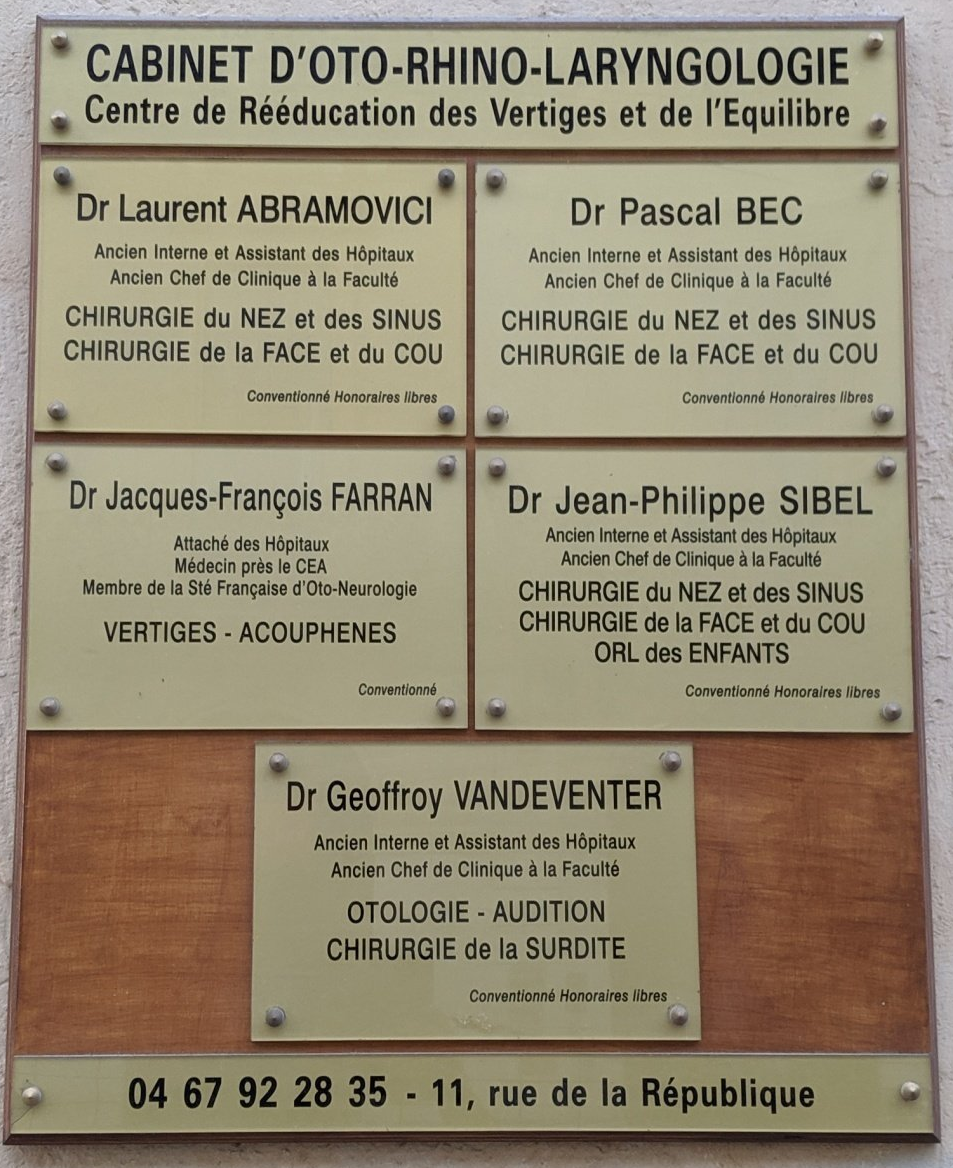 CABINET D'OTO-RHINO-LARYNGOLOGIE
Centre de Rééducation des Vertiges et de l'Equilibre
Dr Laurent ABRAMOVICI
Ancien Interne et Assistant des Hôpitaux
Ancien Chef de Clinique à la Faculté
CHIRURGIE du NEZ et des SINUS
CHIRURGIE de la FACE et du COU
Conventionné Honoraires libres
Dr Pascal BEC
Ancien Interne et Assistant des Hôpitaux
Ancien Chef de Clinique à la Faculté
CHIRURGIE du NEZ et des SINUS
CHIRURGIE de la FACE et du COU
Conventionné Honoraires libres
Dr Jacques-François FARRAN
Attaché des Hôpitaux
Médecin près le CEA
Membre de la Sté Française d'Oto-Neurologie
VERTIGES - ACOUPHENES
Conventionné
Dr Jean-Philippe SIBEL
Ancien Interne et Assistant des Hôpitaux
Ancien Chef de Clinique à la Faculté
CHIRURGIE du NEZ et des SINUS
CHIRURGIE de la FACE et du COU
ORL des ENFANTS
Conventionné Honoraires libres
Dr Geoffroy VANDEVENTER
Ancien Interne et Assistant des Hôpitaux
Ancien Chef de Clinique à la Faculté
OTOLOGIE - AUDITION
CHIRURGIE de la SURDITE
Conventionné Honoraires libres
04 67 92 28 35 - 11, rue de la République